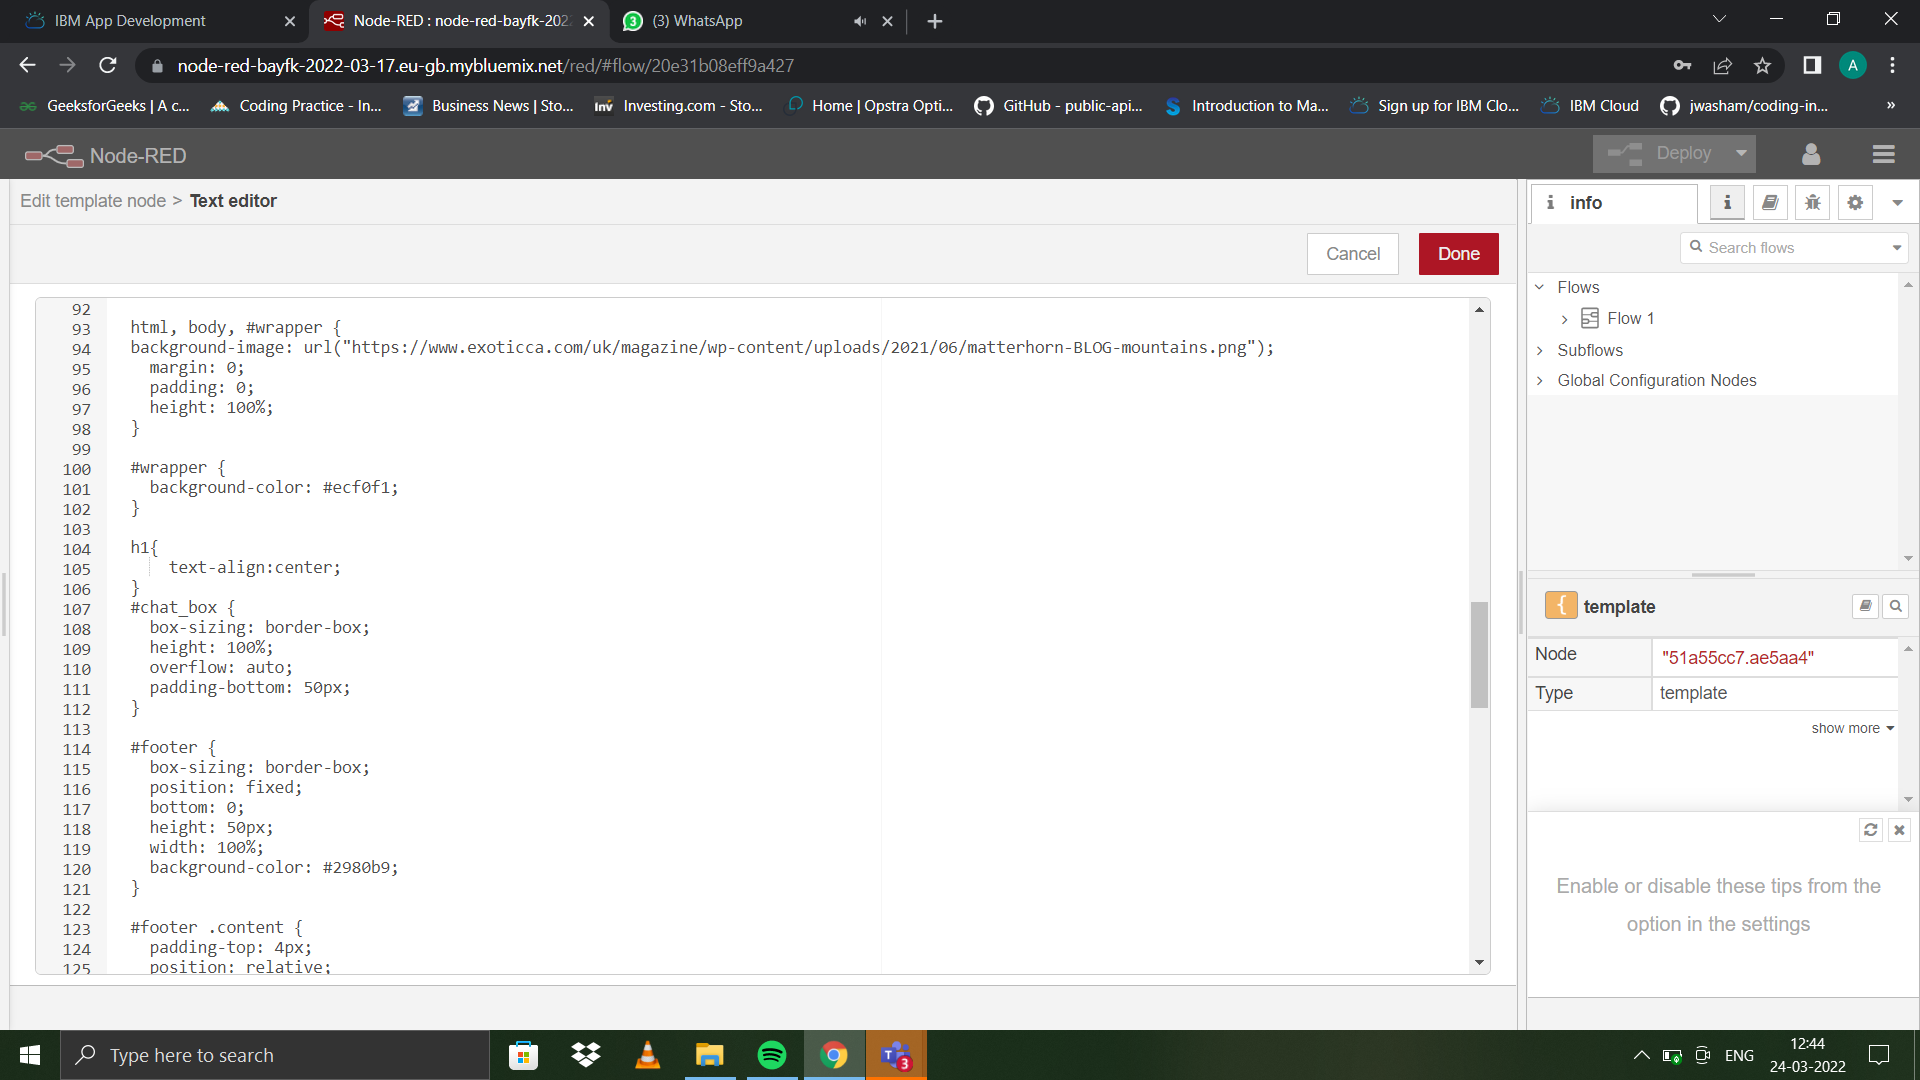 IBM App Development
Node-RED : node-red-bayfk-202
(3) WhatsApp
node-red-bayfk-2022-03-17.eu-gb.mybluemix.net/red/#flow/20e31b08eff9a427
A
GeeksforGeeks | A c...
Coding Practice - In...
Business News | Sto...
Inv
Investing.com - Sto...
Home | Opstra Opti...
GitHub - public-api...
Introduction to Ma...
Sign up for IBM Clo...
IBM Cloud
jwasham/coding-in...
»
Node-RED
Deploy
Edit template node > Text editor
Cancel
Done
92
93 html, body, #wrapper {
94 background-image: url("https://www.exoticca.com/uk/magazine/wp-content/uploads/2021/06/matterhorn-BLOG-mountains.png");
95 margin: 0;
96 padding: 0;
97 height: 100%;
98 }
99
100 #wrapper {
101 background-color: #ecf0f1;
102 }
103
104 h1{
105 text-align:center;
106 }
107 #chat_box {
108 box-sizing: border-box;
109 height: 100%;
110 overflow: auto;
111 padding-bottom: 50px;
112 }
113
114 #footer {
115 box-sizing: border-box;
116 position: fixed;
117 bottom: 0;
118 height: 50px;
119 width: 100%;
120 background-color: #2980b9;
121 }
122
123 #footer .content {
124 padding-top: 4px;
125 position: relative;
i info
i
Search flows
Flows
Flow 1
Subflows
Global Configuration Nodes
{ template
Node "51a55cc7.ae5aa4"
Type template
show more
Enable or disable these tips from the
option in the settings
Type here to search
3
ENG
12:44
24-03-2022